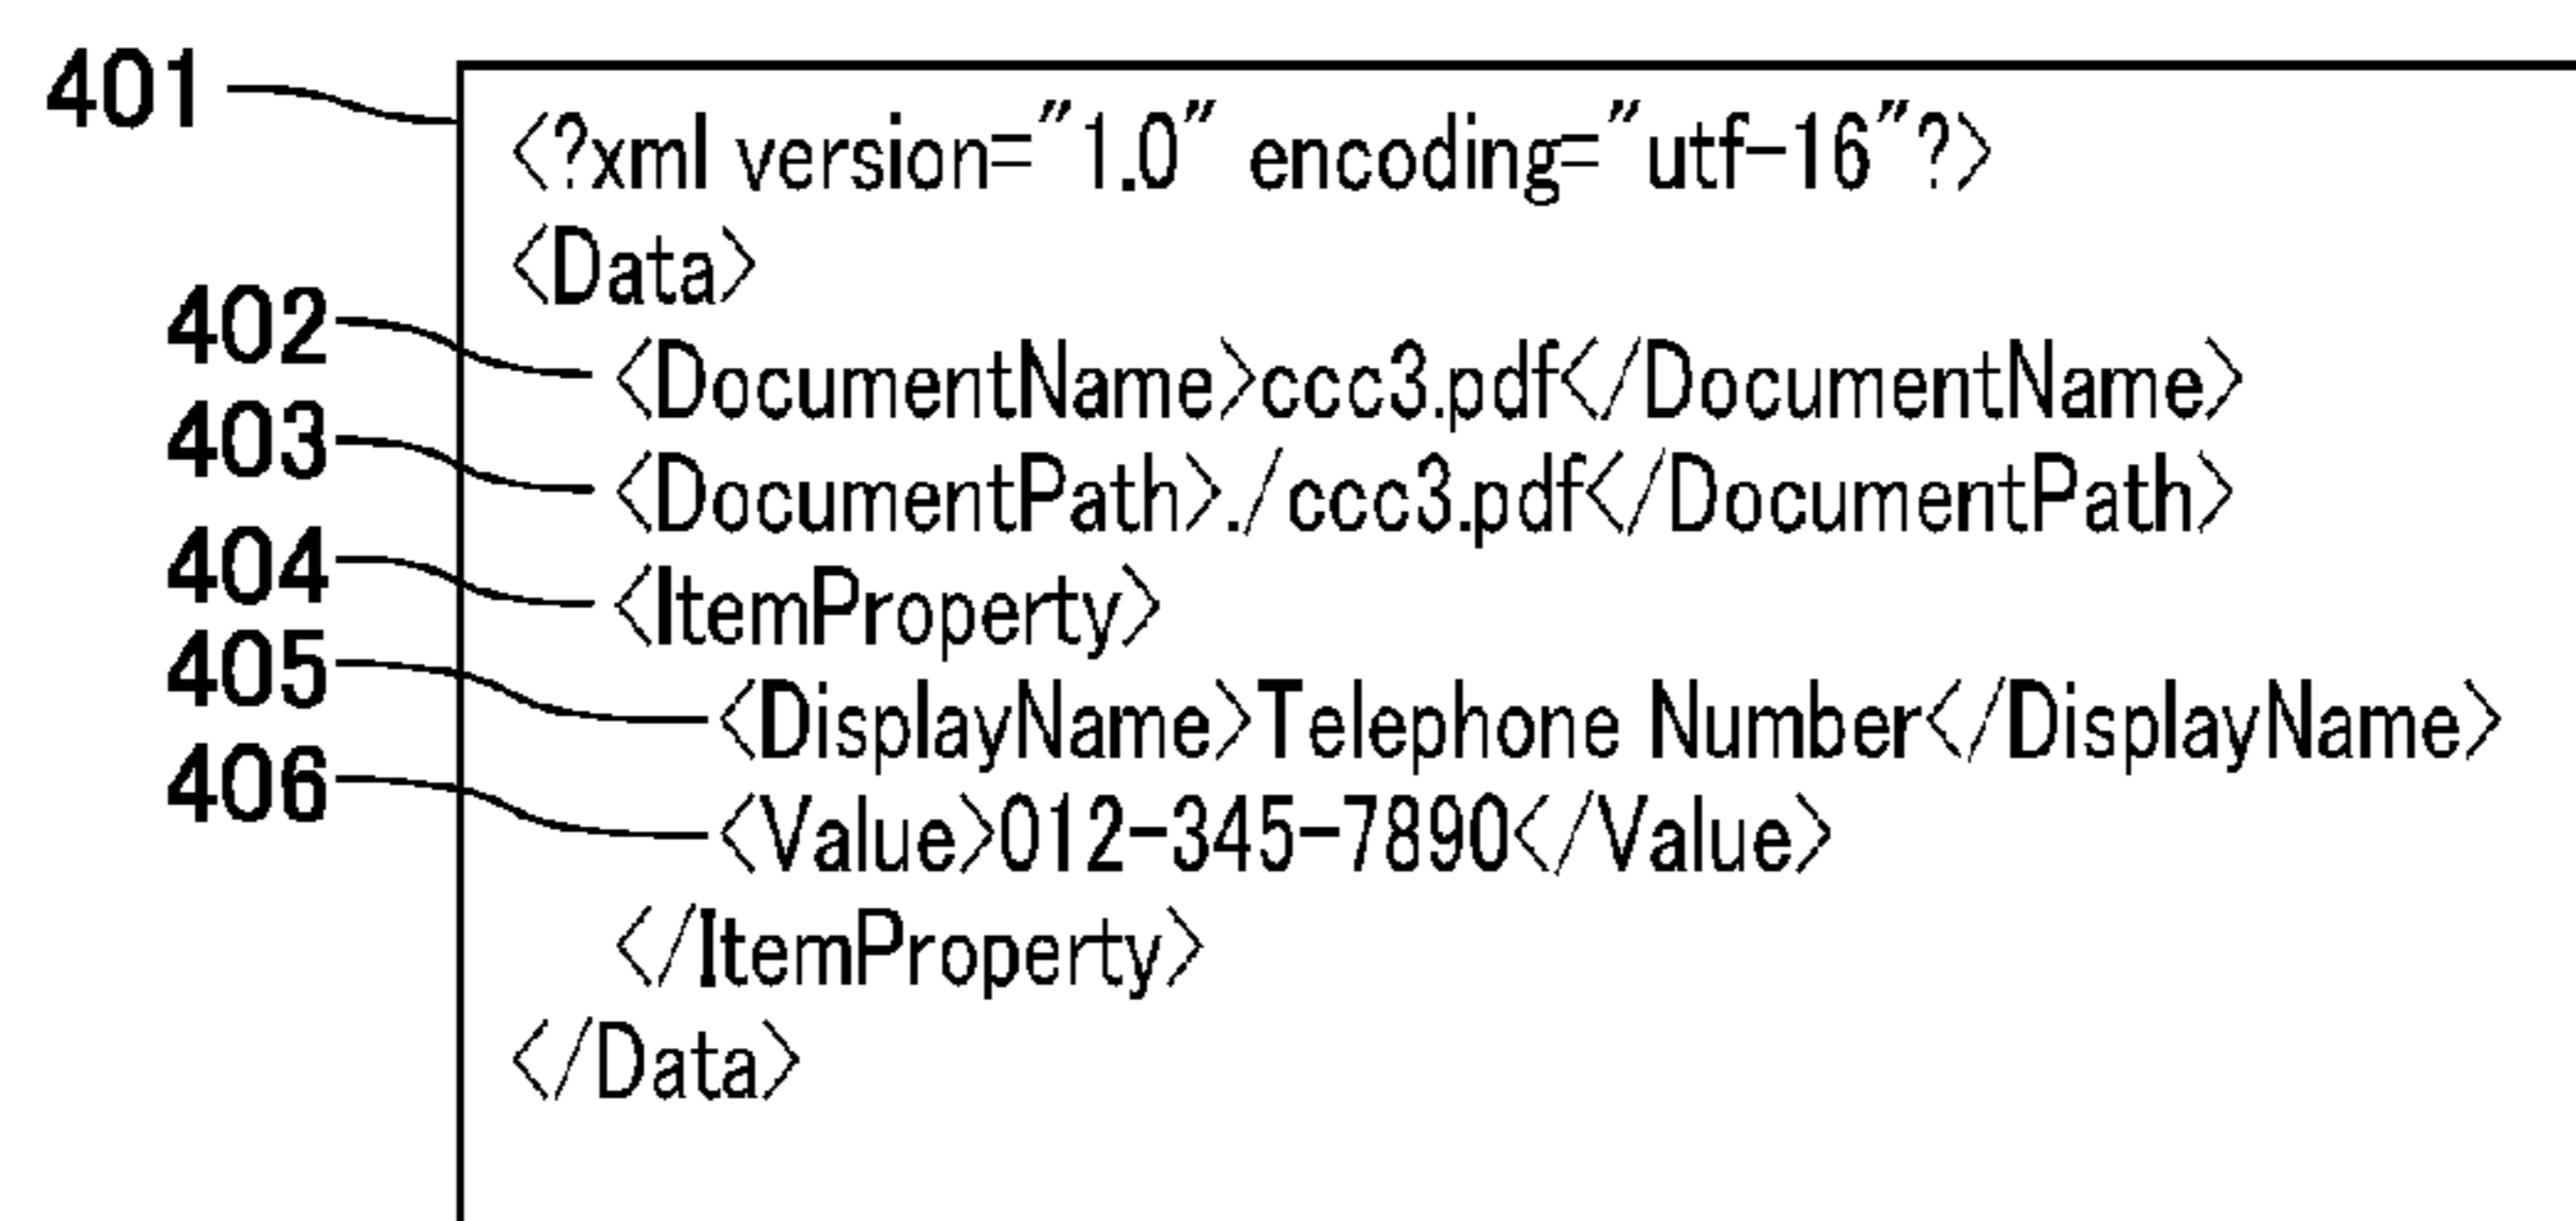 401
<?xml version="1.0" encoding="utf-16"?>
<Data>
402 <DocumentName>ccc3.pdf</DocumentName>
403 <DocumentPath>./ccc3.pdf</DocumentPath>
404 <ItemProperty>
405 <DisplayName>Telephone Number</DisplayName>
406 <Value>012-345-7890</Value>
</ItemProperty>
</Data>